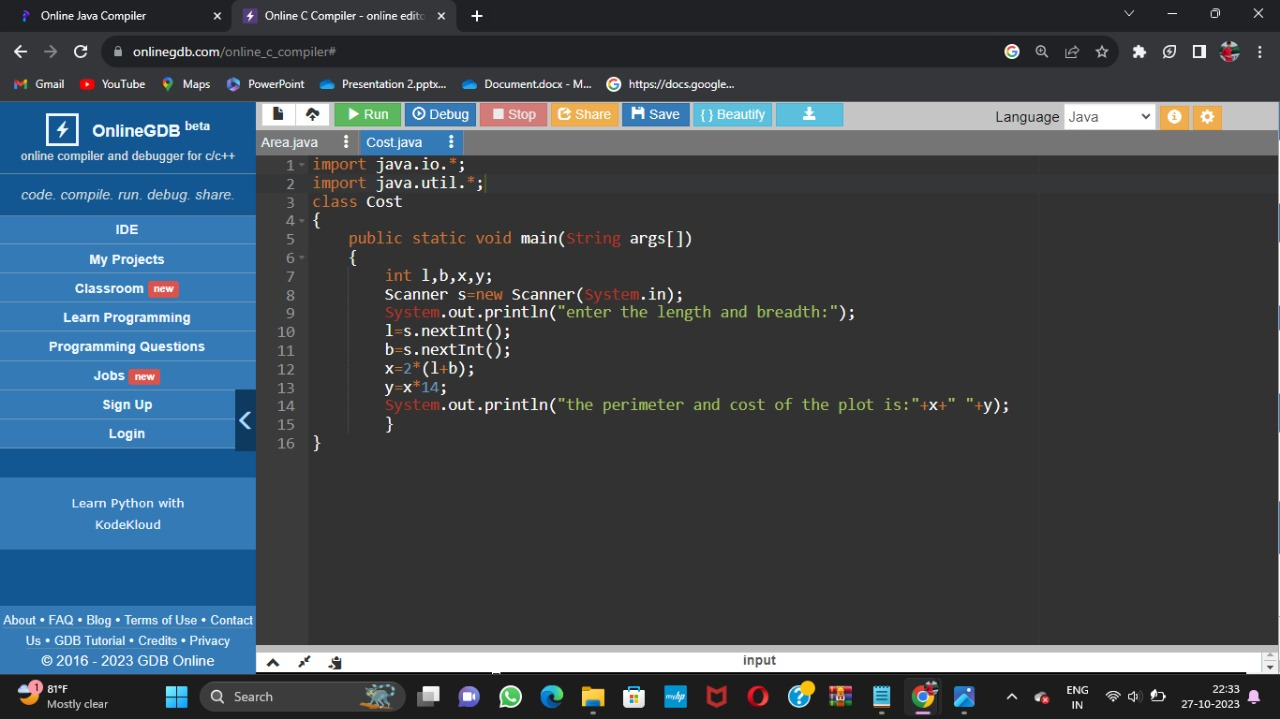 Online Java Compiler
Online C Compiler - online edito
onlinegdb.com/online_c_compiler#
Gmail YouTube Maps PowerPoint Presentation 2.pptx... Document.docx - M... https://docs.google...
OnlineGDB beta
online compiler and debugger for c/c++
code. compile. run. debug. share.
IDE
My Projects
Classroom new
Learn Programming
Programming Questions
Jobs new
Sign Up
Login
Learn Python with
KodeKloud
About • FAQ • Blog • Terms of Use • Contact
Us • GDB Tutorial • Credits • Privacy
© 2016 - 2023 GDB Online
Run Debug Stop Share Save { } Beautify
Language Java
Area.java Cost.java
1 import java.io.*;
2 import java.util.*;
3 class Cost
4 {
5 public static void main(String args[])
6 {
7 int l,b,x,y;
8 Scanner s=new Scanner(System.in);
9 System.out.println("enter the length and breadth:");
10 l=s.nextInt();
11 b=s.nextInt();
12 x=2*(l+b);
13 y=x*14;
14 System.out.println("the perimeter and cost of the plot is:"+x+" "+y);
15 }
16 }
input
1
81°F
Mostly clear
Search
myhp
ENG
IN
22:33
27-10-2023